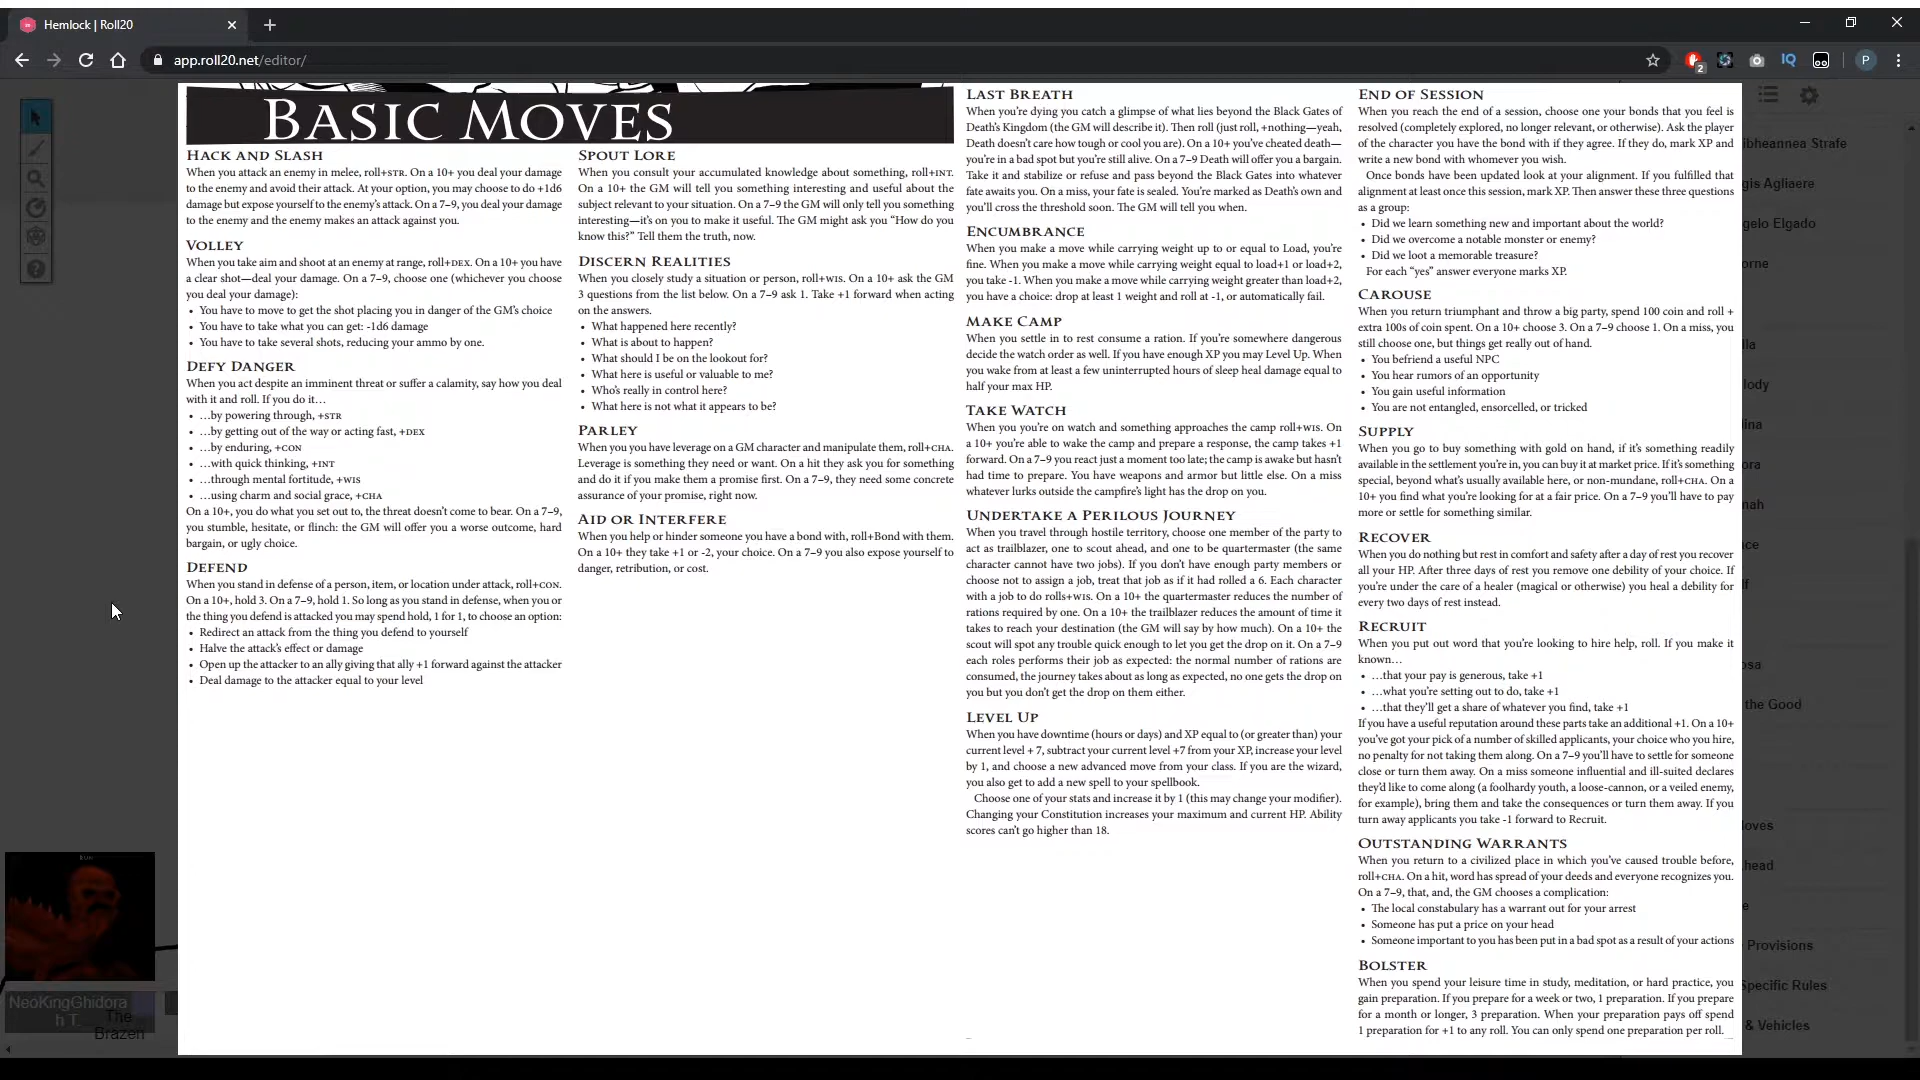 Hemlock | Roll20
app.roll20.net/editor/
2
IQ
P
BASIC MOVES
HACK AND SLASH
When you attack an enemy in melee, roll+STR. On a 10+ you deal your damage
to the enemy and avoid their attack. At your option, you may choose to do +1d6
damage but expose yourself to the enemy's attack. On a 7–9, you deal your damage
to the enemy and the enemy makes an attack against you.
VOLLEY
When you take aim and shoot at an enemy at range, roll+DEX. On a 10+ you have
a clear shot—deal your damage. On a 7–9, choose one (whichever you choose
you deal your damage):
• You have to move to get the shot placing you in danger of the GM's choice
• You have to take what you can get: -1d6 damage
• You have to take several shots, reducing your ammo by one.
DEFY DANGER
When you act despite an imminent threat or suffer a calamity, say how you deal
with it and roll. If you do it…
• …by powering through, +STR
• …by getting out of the way or acting fast, +DEX
• …by enduring, +CON
• …with quick thinking, +INT
• …through mental fortitude, +WIS
• …using charm and social grace, +CHA
On a 10+, you do what you set out to, the threat doesn't come to bear. On a 7–9,
you stumble, hesitate, or flinch: the GM will offer you a worse outcome, hard
bargain, or ugly choice.
DEFEND
When you stand in defense of a person, item, or location under attack, roll+CON.
On a 10+, hold 3. On a 7–9, hold 1. So long as you stand in defense, when you or
the thing you defend is attacked you may spend hold, 1 for 1, to choose an option:
• Redirect an attack from the thing you defend to yourself
• Halve the attack's effect or damage
• Open up the attacker to an ally giving that ally +1 forward against the attacker
• Deal damage to the attacker equal to your level
SPOUT LORE
When you consult your accumulated knowledge about something, roll+INT.
On a 10+ the GM will tell you something interesting and useful about the
subject relevant to your situation. On a 7–9 the GM will only tell you something
interesting—it's on you to make it useful. The GM might ask you "How do you
know this?" Tell them the truth, now.
DISCERN REALITIES
When you closely study a situation or person, roll+WIS. On a 10+ ask the GM
3 questions from the list below. On a 7–9 ask 1. Take +1 forward when acting
on the answers.
• What happened here recently?
• What is about to happen?
• What should I be on the lookout for?
• What here is useful or valuable to me?
• Who's really in control here?
• What here is not what it appears to be?
PARLEY
When you you have leverage on a GM character and manipulate them, roll+CHA.
Leverage is something they need or want. On a hit they ask you for something
and do it if you make them a promise first. On a 7–9, they need some concrete
assurance of your promise, right now.
AID OR INTERFERE
When you help or hinder someone you have a bond with, roll+Bond with them.
On a 10+ they take +1 or -2, your choice. On a 7–9 you also expose yourself to
danger, retribution, or cost.
LAST BREATH
When you're dying you catch a glimpse of what lies beyond the Black Gates of
Death's Kingdom (the GM will describe it). Then roll (just roll, +nothing—yeah,
Death doesn't care how tough or cool you are). On a 10+ you've cheated death—
you're in a bad spot but you're still alive. On a 7–9 Death will offer you a bargain.
Take it and stabilize or refuse and pass beyond the Black Gates into whatever
fate awaits you. On a miss, your fate is sealed. You're marked as Death's own and
you'll cross the threshold soon. The GM will tell you when.
ENCUMBRANCE
When you make a move while carrying weight up to or equal to Load, you're
fine. When you make a move while carrying weight equal to load+1 or load+2,
you take -1. When you make a move while carrying weight greater than load+2,
you have a choice: drop at least 1 weight and roll at -1, or automatically fail.
MAKE CAMP
When you settle in to rest consume a ration. If you're somewhere dangerous
decide the watch order as well. If you have enough XP you may Level Up. When
you wake from at least a few uninterrupted hours of sleep heal damage equal to
half your max HP.
TAKE WATCH
When you you're on watch and something approaches the camp roll+WIS. On
a 10+ you're able to wake the camp and prepare a response, the camp takes +1
forward. On a 7–9 you react just a moment too late; the camp is awake but hasn't
had time to prepare. You have weapons and armor but little else. On a miss
whatever lurks outside the campfire's light has the drop on you.
UNDERTAKE A PERILOUS JOURNEY
When you travel through hostile territory, choose one member of the party to
act as trailblazer, one to scout ahead, and one to be quartermaster (the same
character cannot have two jobs). If you don't have enough party members or
choose not to assign a job, treat that job as if it had rolled a 6. Each character
with a job to do rolls+WIS. On a 10+ the quartermaster reduces the number of
rations required by one. On a 10+ the trailblazer reduces the amount of time it
takes to reach your destination (the GM will say by how much). On a 10+ the
scout will spot any trouble quick enough to let you get the drop on it. On a 7–9
each roles performs their job as expected: the normal number of rations are
consumed, the journey takes about as long as expected, no one gets the drop on
you but you don't get the drop on them either.
LEVEL UP
When you have downtime (hours or days) and XP equal to (or greater than) your
current level + 7, subtract your current level +7 from your XP, increase your level
by 1, and choose a new advanced move from your class. If you are the wizard,
you also get to add a new spell to your spellbook.
Choose one of your stats and increase it by 1 (this may change your modifier).
Changing your Constitution increases your maximum and current HP. Ability
scores can't go higher than 18.
END OF SESSION
When you reach the end of a session, choose one your bonds that you feel is
resolved (completely explored, no longer relevant, or otherwise). Ask the player
of the character you have the bond with if they agree. If they do, mark XP and
write a new bond with whomever you wish.
Once bonds have been updated look at your alignment. If you fulfilled that
alignment at least once this session, mark XP. Then answer these three questions
as a group:
• Did we learn something new and important about the world?
• Did we overcome a notable monster or enemy?
• Did we loot a memorable treasure?
For each "yes" answer everyone marks XP.
CAROUSE
When you return triumphant and throw a big party, spend 100 coin and roll +
extra 100s of coin spent. On a 10+ choose 3. On a 7–9 choose 1. On a miss, you
still choose one, but things get really out of hand.
• You befriend a useful NPC
• You hear rumors of an opportunity
• You gain useful information
• You are not entangled, ensorcelled, or tricked
SUPPLY
When you go to buy something with gold on hand, if it's something readily
available in the settlement you're in, you can buy it at market price. If it's something
special, beyond what's usually available here, or non-mundane, roll+CHA. On a
10+ you find what you're looking for at a fair price. On a 7–9 you'll have to pay
more or settle for something similar.
RECOVER
When you do nothing but rest in comfort and safety after a day of rest you recover
all your HP. After three days of rest you remove one debility of your choice. If
you're under the care of a healer (magical or otherwise) you heal a debility for
every two days of rest instead.
RECRUIT
When you put out word that you're looking to hire help, roll. If you make it
known…
• …that your pay is generous, take +1
• …what you're setting out to do, take +1
• …that they'll get a share of whatever you find, take +1
If you have a useful reputation around these parts take an additional +1. On a 10+
you've got your pick of a number of skilled applicants, your choice who you hire,
no penalty for not taking them along. On a 7–9 you'll have to settle for someone
close or turn them away. On a miss someone influential and ill-suited declares
they'd like to come along (a foolhardy youth, a loose-cannon, or a veiled enemy,
for example), bring them and take the consequences or turn them away. If you
turn away applicants you take -1 forward to Recruit.
OUTSTANDING WARRANTS
When you return to a civilized place in which you've caused trouble before,
roll+CHA. On a hit, word has spread of your deeds and everyone recognizes you.
On a 7–9, that, and, the GM chooses a complication:
• The local constabulary has a warrant out for your arrest
• Someone has put a price on your head
• Someone important to you has been put in a bad spot as a result of your actions
BOLSTER
When you spend your leisure time in study, meditation, or hard practice, you
gain preparation. If you prepare for a week or two, 1 preparation. If you prepare
for a month or longer, 3 preparation. When your preparation pays off spend
1 preparation for +1 to any roll. You can only spend one preparation per roll.
ibheannea Strafe
gis Agliaere
gelo Elgado
orne
lla
lody
lina
ora
nah
nce
lf
osa
the Good
loves
head
e
Provisions
Specific Rules
& Vehicles
NeoKingGhidora
h T.
The
Brazen